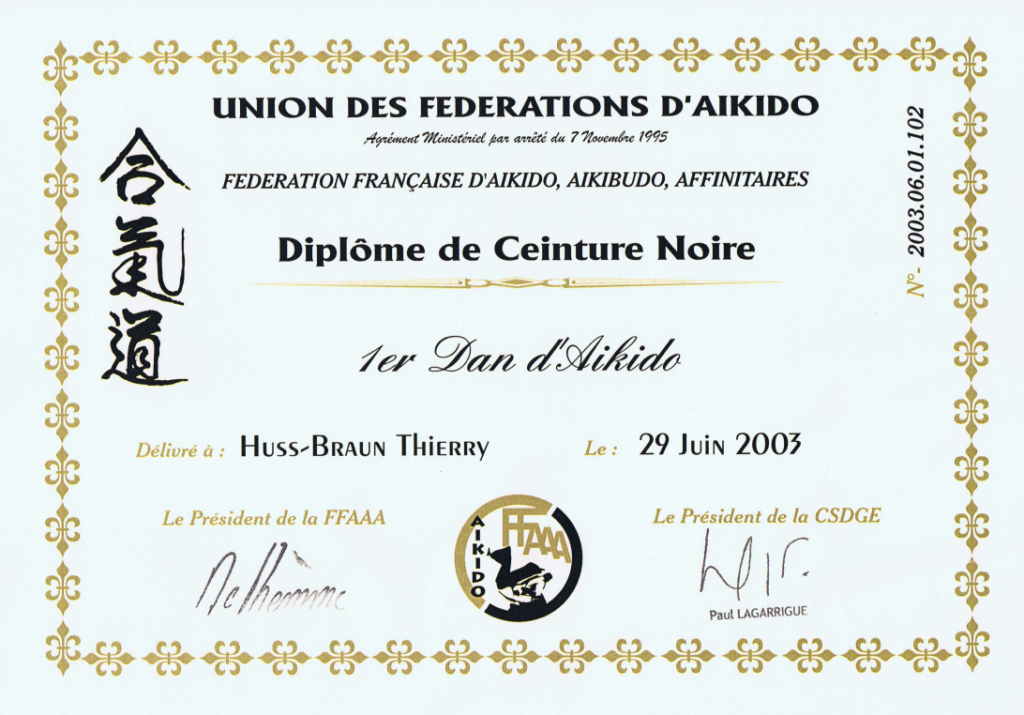 UNION DES FEDERATIONS D'AIKIDO
Agrément Ministériel par arrêté du 7 Novembre 1995
FEDERATION FRANÇAISE D'AIKIDO, AIKIBUDO, AFFINITAIRES
合氣道
N°- 2003.06.01.102
Diplôme de Ceinture Noire
1er Dan d'Aikido
Délivré à : HUSS-BRAUN THIERRY Le : 29 JUIN 2003
Le Président de la FFAAA
Le Président de la CSDGE
AIKIDO
FFAAA
Paul LAGARRIGUE